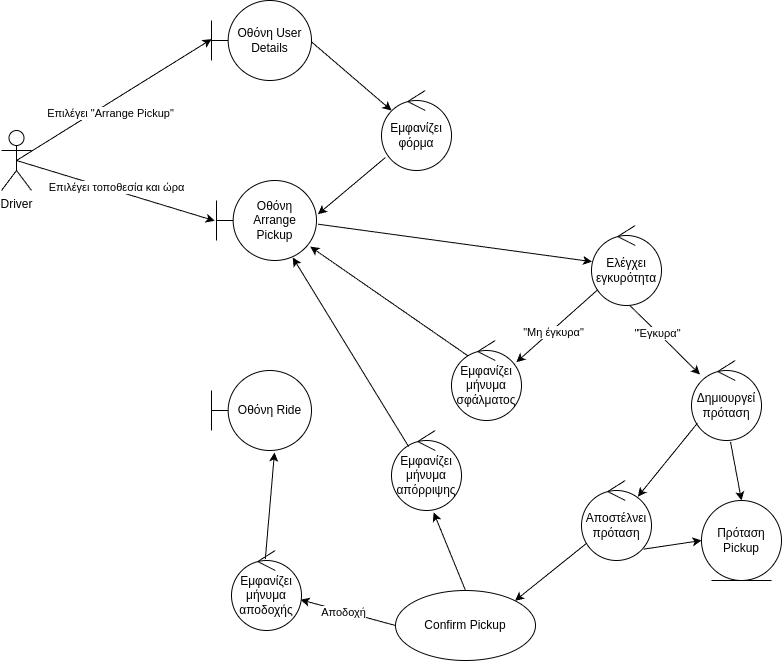 Οθόνη User
Details
Επιλέγει "Arrange Pickup"
Εμφανίζει
φόρμα
Επιλέγει τοποθεσία και ώρα
Driver
Οθόνη
Arrange
Pickup
Ελέγχει
εγκυρότητα
"Μη έγκυρα"
"Έγκυρα"
Εμφανίζει
μήνυμα
σφάλματος
Δημιουργεί
πρόταση
Οθόνη Ride
Εμφανίζει
μήνυμα
απόρριψης
Αποστέλνει
πρόταση
Πρόταση
Pickup
Εμφανίζει
μήνυμα
αποδοχής
Αποδοχή
Confirm Pickup